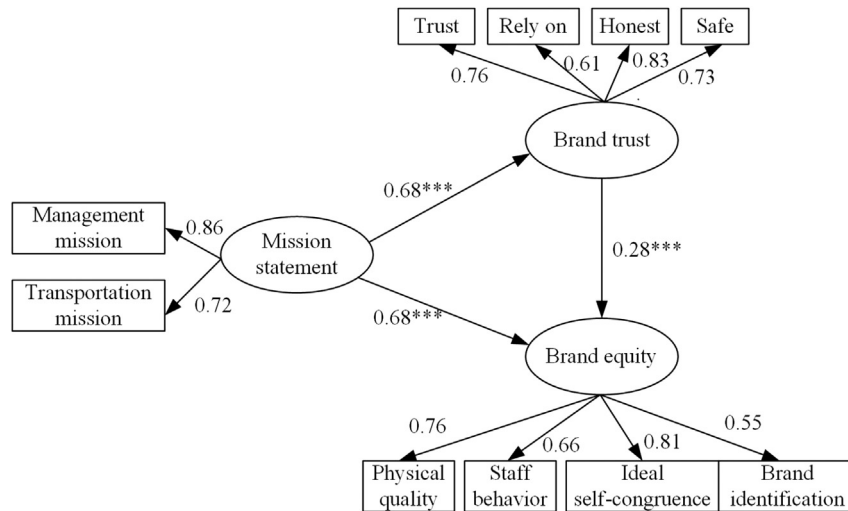 Trust
Rely on
Honest
Safe
0.76
0.61
0.83
0.73
Brand trust
0.68***
Management
mission
0.86
Mission
statement
0.28***
Transportation
mission
0.72
0.68***
Brand equity
0.76
0.66
0.81
0.55
Physical
quality
Staff
behavior
Ideal
self-congruence
Brand
identification